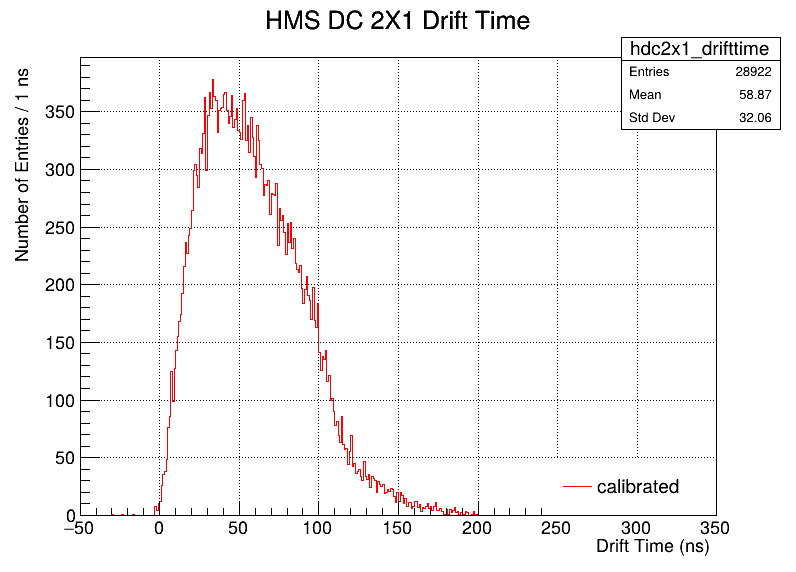 HMS DC 2X1 Drift Time
hdc2x1_drifttime
Entries 28922
Mean 58.87
Std Dev 32.06
Number of Entries / 1 ns
350
300
250
200
150
100
50
0
calibrated
−50 0 50 100 150 200 250 300 350
Drift Time (ns)